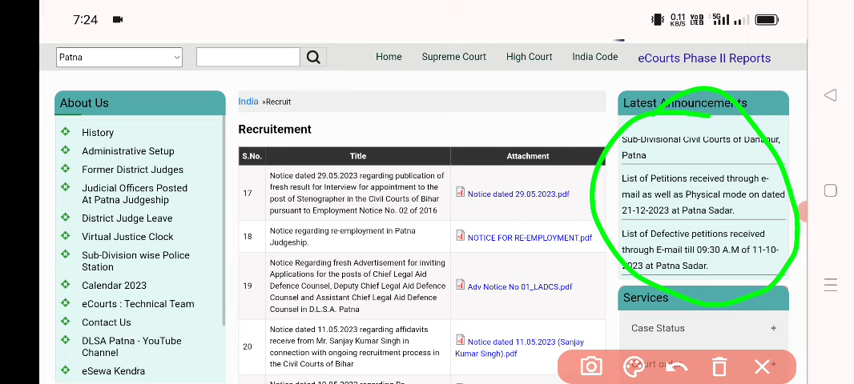 7:24
0.11 KB/S
VoD LTE
5G
Patna
Home
Supreme Court
High Court
India Code
eCourts Phase II Reports
About Us
History
Administrative Setup
Former District Judges
Judicial Officers Posted
At Patna Judgeship
District Judge Leave
Virtual Justice Clock
Sub-Division wise Police
Station
Calendar 2023
eCourts : Technical Team
Contact Us
DLSA Patna - YouTube
Channel
eSewa Kendra
India »Recruit
Recruitement
S.No.
Title
Attachment
17
Notice dated 29.05.2023 regarding publication of
fresh result for Interview for appointment to the
post of Stenographer in the Civil Courts of Bihar
pursuant to Employment Notice No. 02 of 2016
Notice dated 29.05.2023.pdf
18
Notice regarding re-employment in Patna
Judgeship.
NOTICE FOR RE-EMPLOYMENT.pdf
19
Notice Regarding fresh Advertisement for inviting
Applications for the posts of Chief Legal Aid
Defence Counsel, Deputy Chief Legal Aid Defence
Counsel and Assistant Chief Legal Aid Defence
Counsel in D.L.S.A. Patna
Adv Notice No 01_LADCS.pdf
20
Notice dated 11.05.2023 regarding affidavits
receive from Mr. Sanjay Kumar Singh in
connection with ongoing recruitment process in
the Civil Courts of Bihar
Notice dated 11.05.2023 (Sanjay
Kumar Singh).pdf
Latest Announcements
Sub-Divisional Civil Courts of Danapur,
Patna
List of Petitions received through e-
mail as well as Physical mode on dated
21-12-2023 at Patna Sadar.
List of Defective petitions received
through E-mail till 09:30 A.M of 11-10-
2023 at Patna Sadar.
Services
Case Status
+